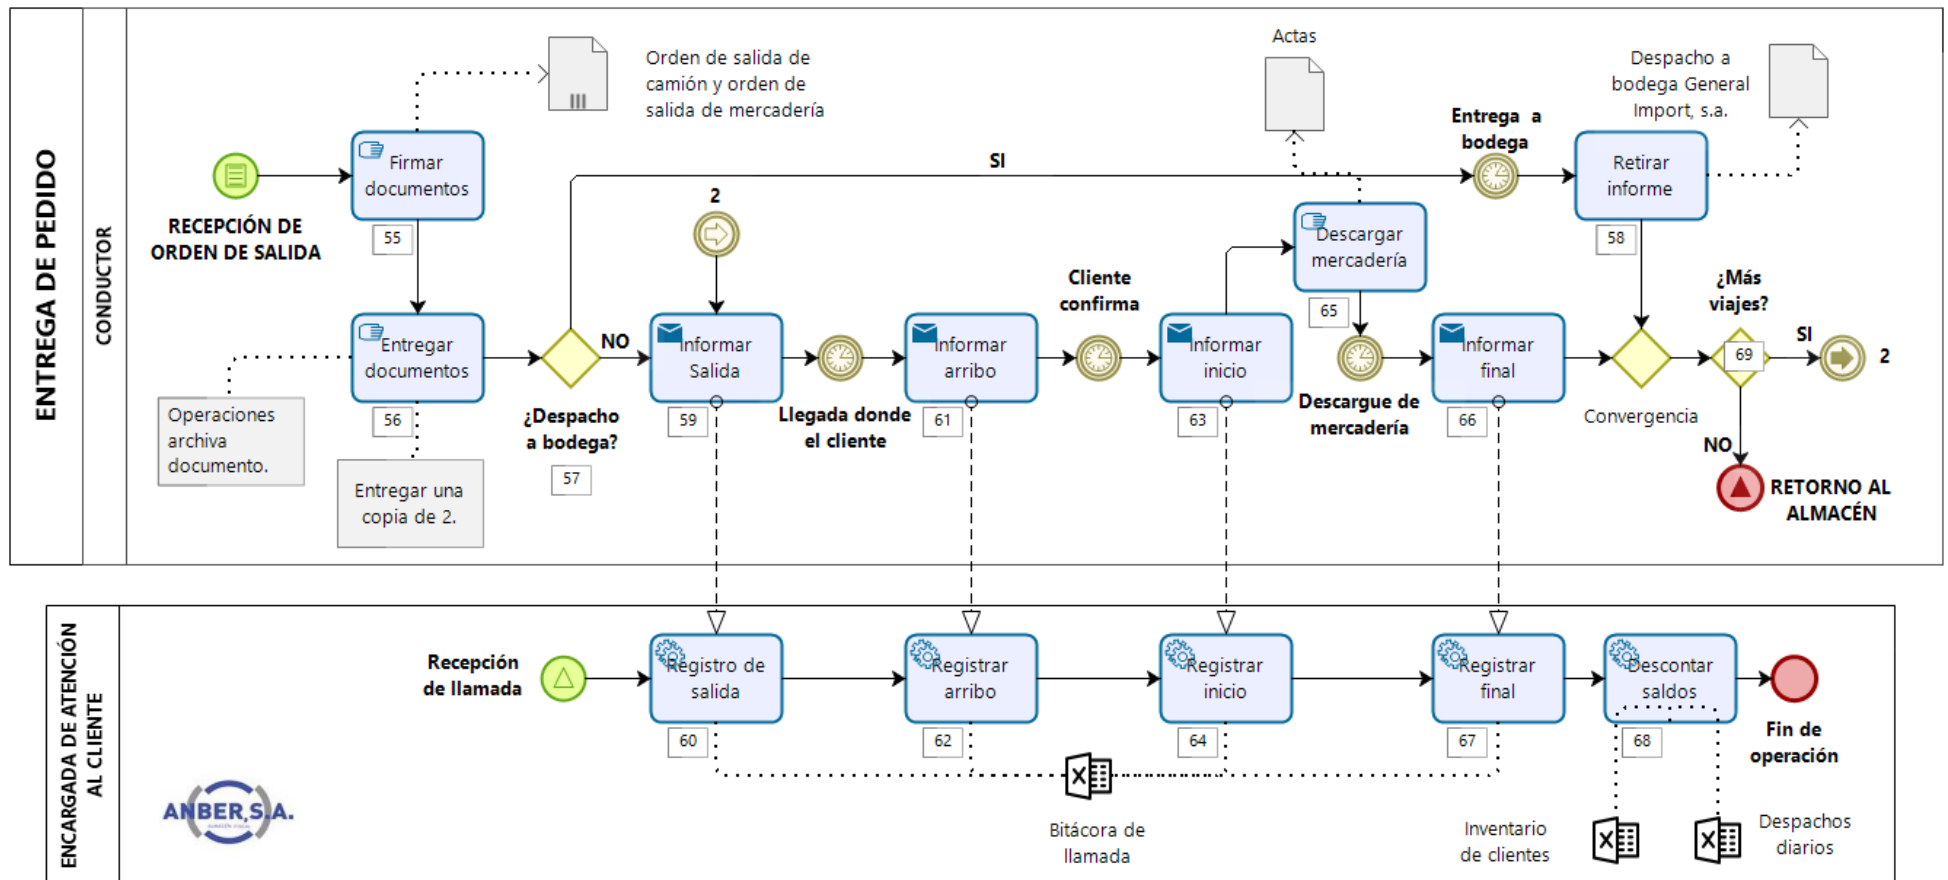 ENTREGA DE PEDIDO
CONDUCTOR
RECEPCIÓN DE
ORDEN DE SALIDA
Firmar
documentos
55
Orden de salida de
camión y orden de
salida de mercadería
Entregar
documentos
56
Operaciones
archiva
documento.
Entregar una
copia de 2.
¿Despacho
a bodega?
57
SI
NO
2
Informar
Salida
59
Llegada donde
el cliente
Informar
arribo
61
Cliente
confirma
Informar
inicio
63
Actas
Descargar
mercadería
65
Descargue de
mercadería
Informar
final
66
Entrega a
bodega
Retirar
informe
58
Despacho a
bodega General
Import, s.a.
Convergencia
¿Más
viajes?
69
SI
2
NO
RETORNO AL
ALMACÉN
ENCARGADA DE ATENCIÓN
AL CLIENTE
Recepción
de llamada
Registro de
salida
60
Registrar
arribo
62
Registrar
inicio
64
Registrar
final
67
Descontar
saldos
68
Fin de
operación
Bitácora de
llamada
Inventario
de clientes
Despachos
diarios
ANBER,S.A.